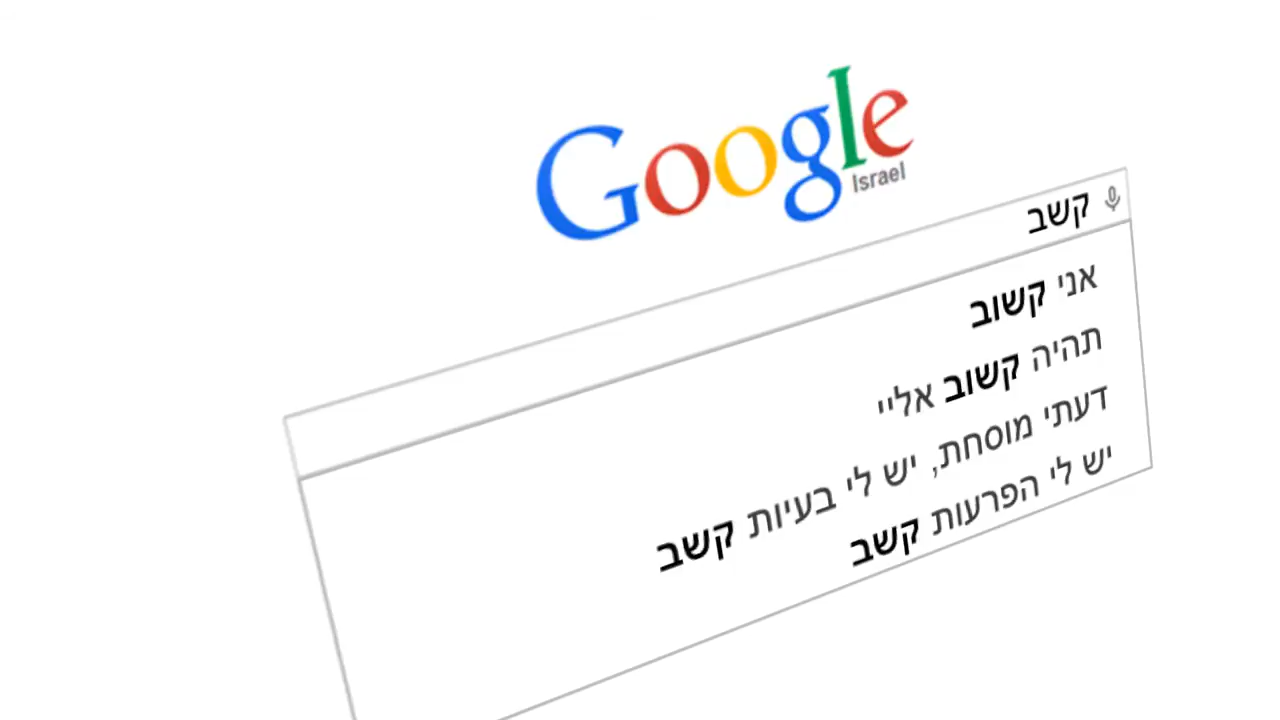 Google
Israel
קשב
אני קשוב
תהיה קשוב אליי
דעתי מוסחת, יש לי בעיות קשב
יש לי הפרעות קשב